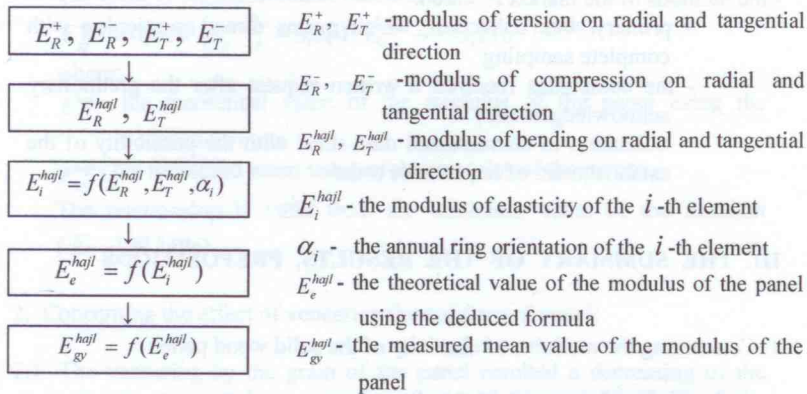 E_R^+, E_R^-, E_T^+, E_T^-
E_R^{hajl}, E_T^{hajl}
E_i^{hajl} = f(E_R^{hajl}, E_T^{hajl}, α_i)
E_e^{hajl} = f(E_i^{hajl})
E_{gy}^{hajl} = f(E_e^{hajl}
E_R^+, E_T^+ -modulus of tension on radial and tangential
direction
E_R^-, E_T^- -modulus of compression on radial and
tangential direction
E_R^{hajl}, E_T^{hajl} -modulus of bending on radial and tangential
direction
E_i^{hajl} - the modulus of elasticity of the i -th element
α_i - the annual ring orientation of the i -th element
E_e^{hajl} - the theoretical value of the modulus of the panel
using the deduced formula
E_{gy}^{hajl} - the measured mean value of the modulus of the
panel